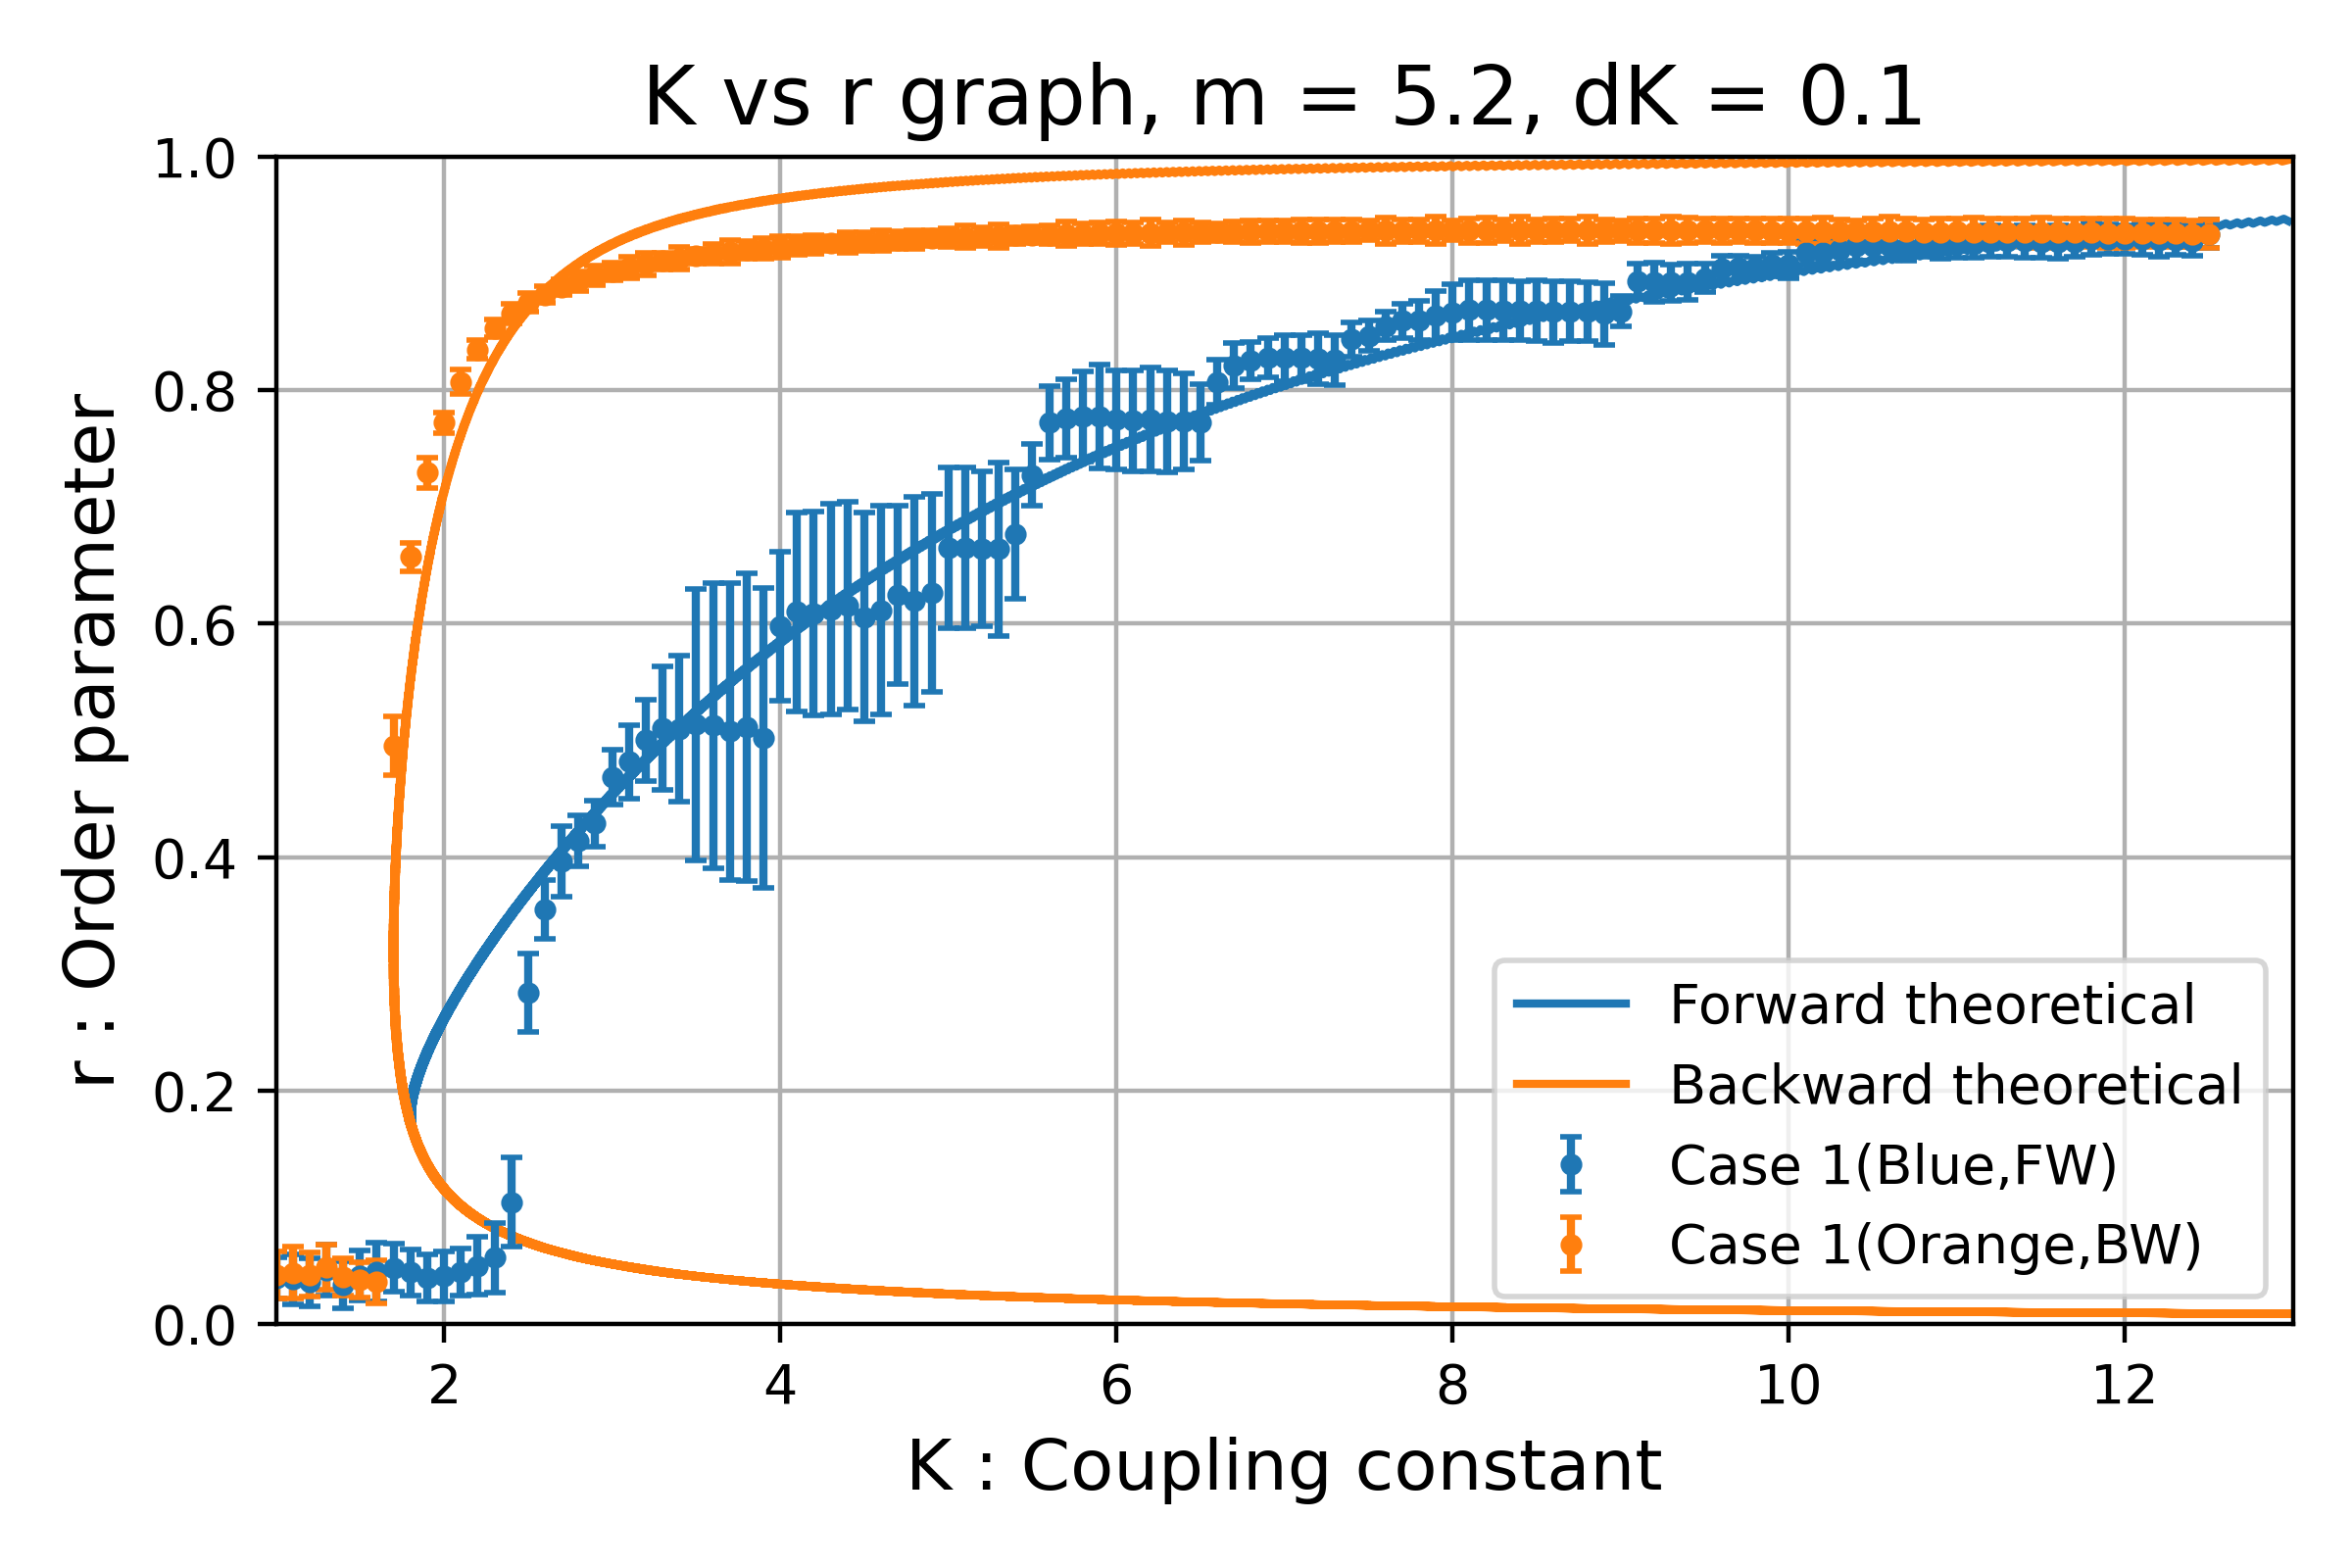 K vs r graph, m = 5.2, dK = 0.1
1.0
0.8
0.6
0.4
0.2
0.0
r : Order parameter
Forward theoretical
Backward theoretical
Case 1(Blue,FW)
Case 1(Orange,BW)
2 4 6 8 10 12
K : Coupling constant